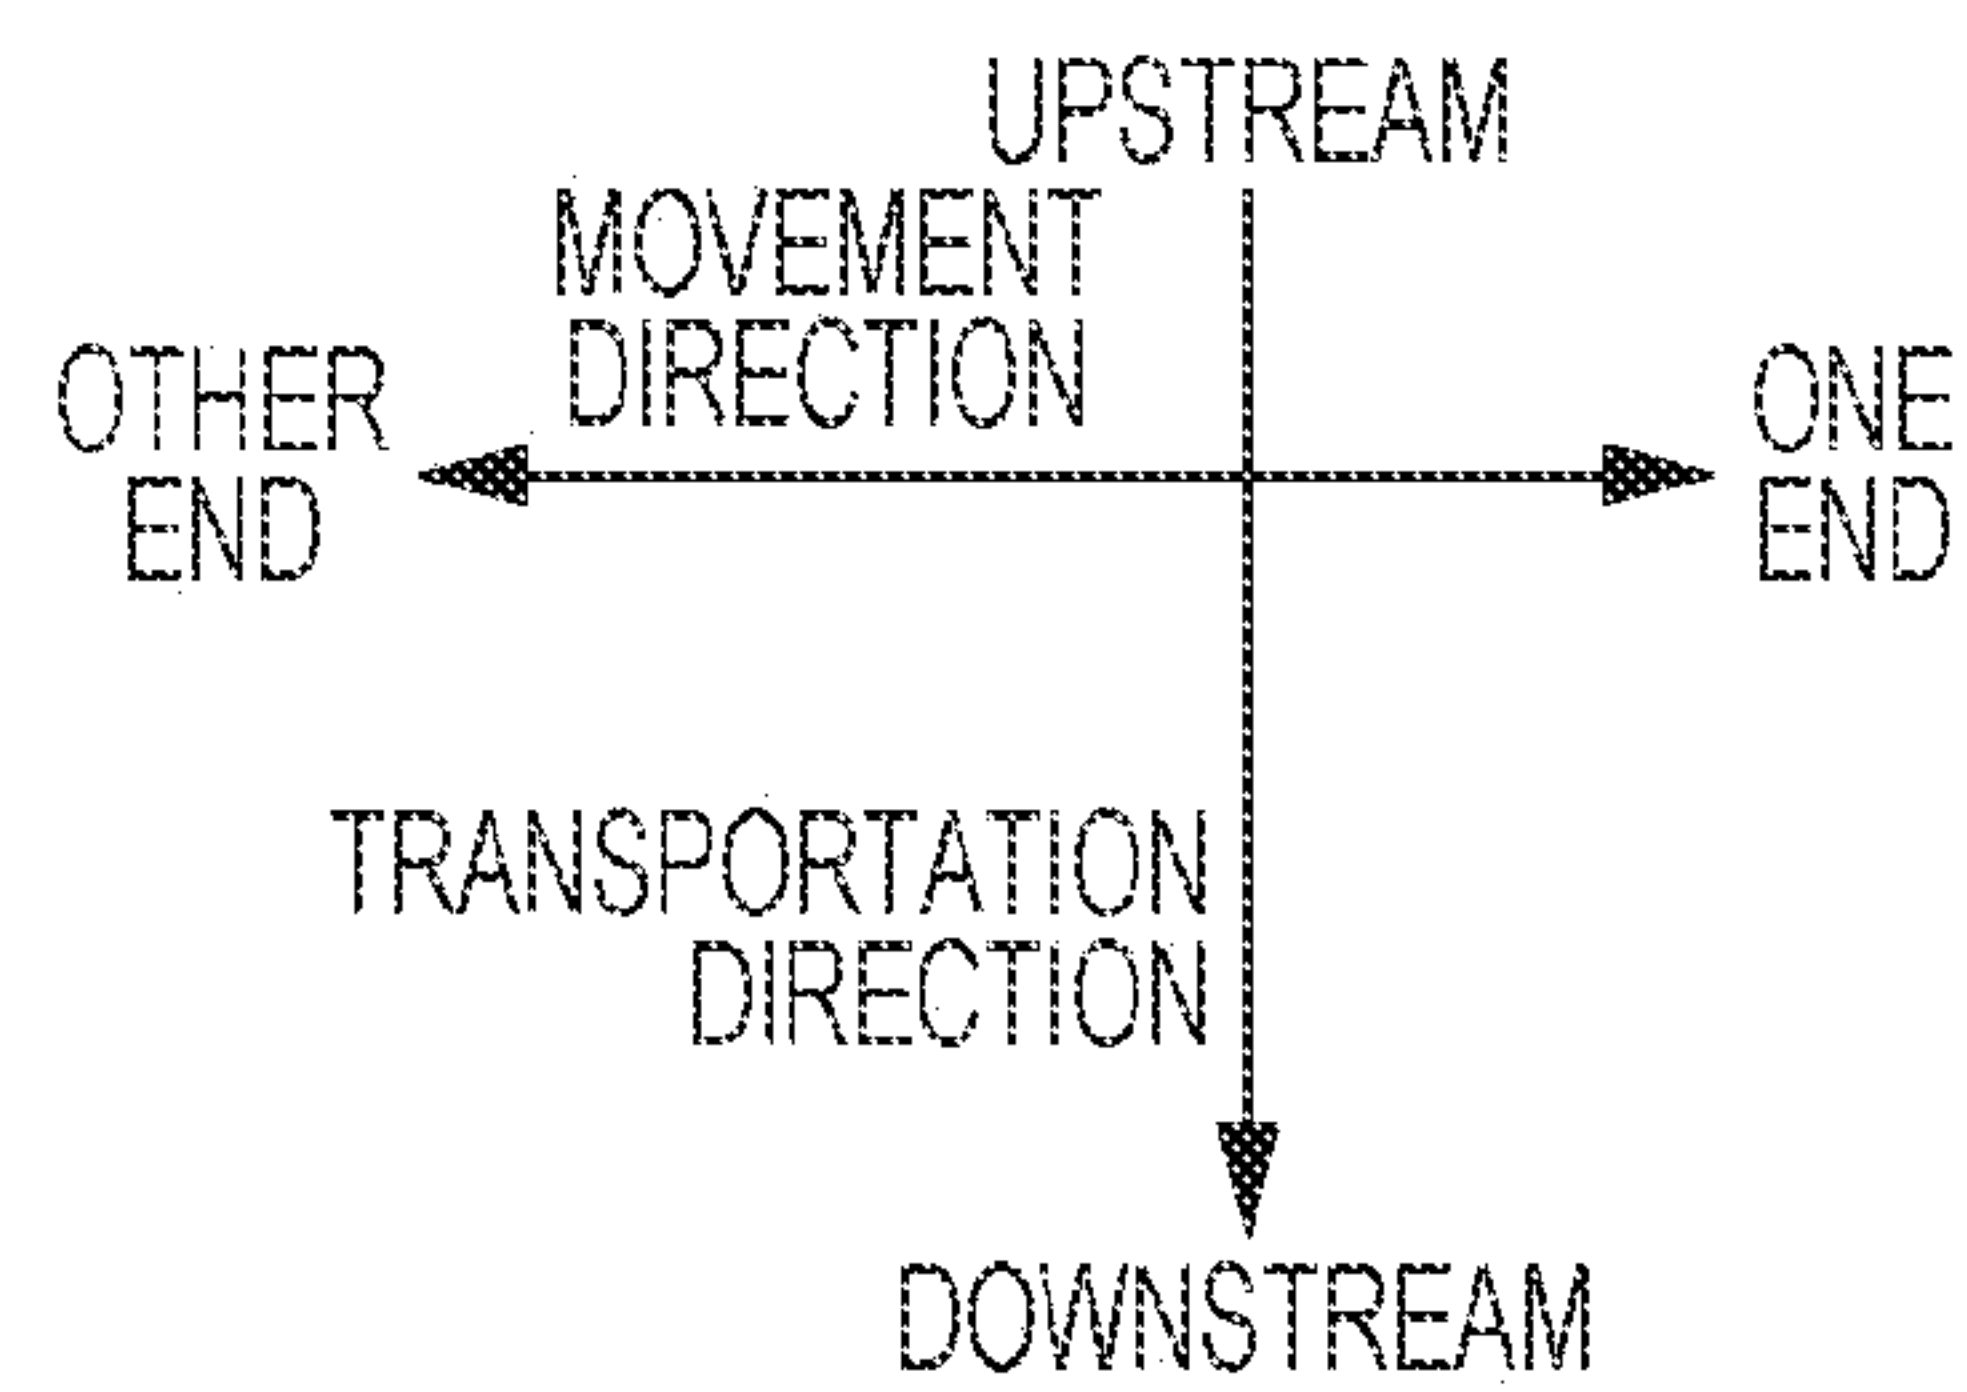 UPSTREAM
MOVEMENT
DIRECTION
OTHER
END
ONE
END
TRANSPORTATION
DIRECTION
DOWNSTREAM